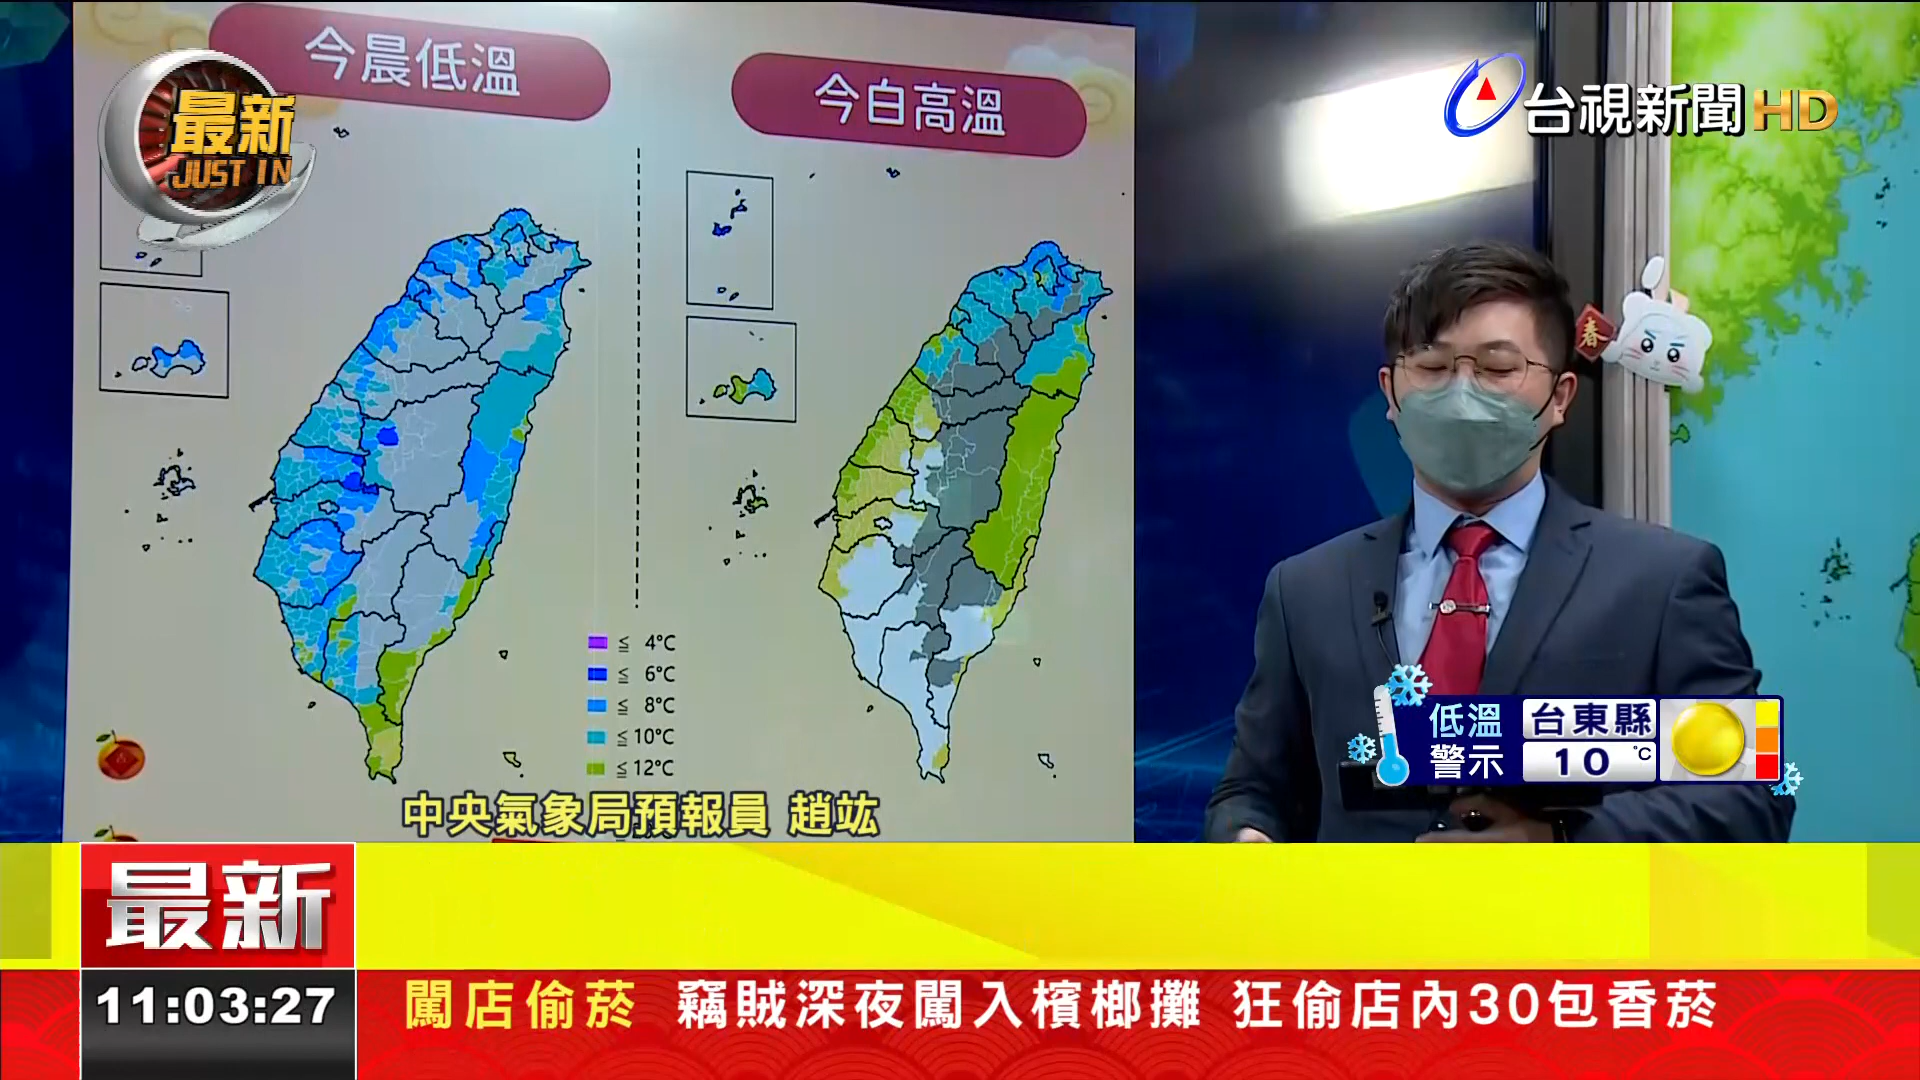 今晨低溫
今白高溫
最新
JUST IN
台視新聞HD
春
≦ 4°C
≦ 6°C
≦ 8°C
≦ 10°C
≦ 12°C
低溫
警示
台東縣
10 °C
中央氣象局預報員 趙竑
最新
11:03:27
闖店偷菸 竊賊深夜闖入檳榔攤 狂偷店內30包香菸